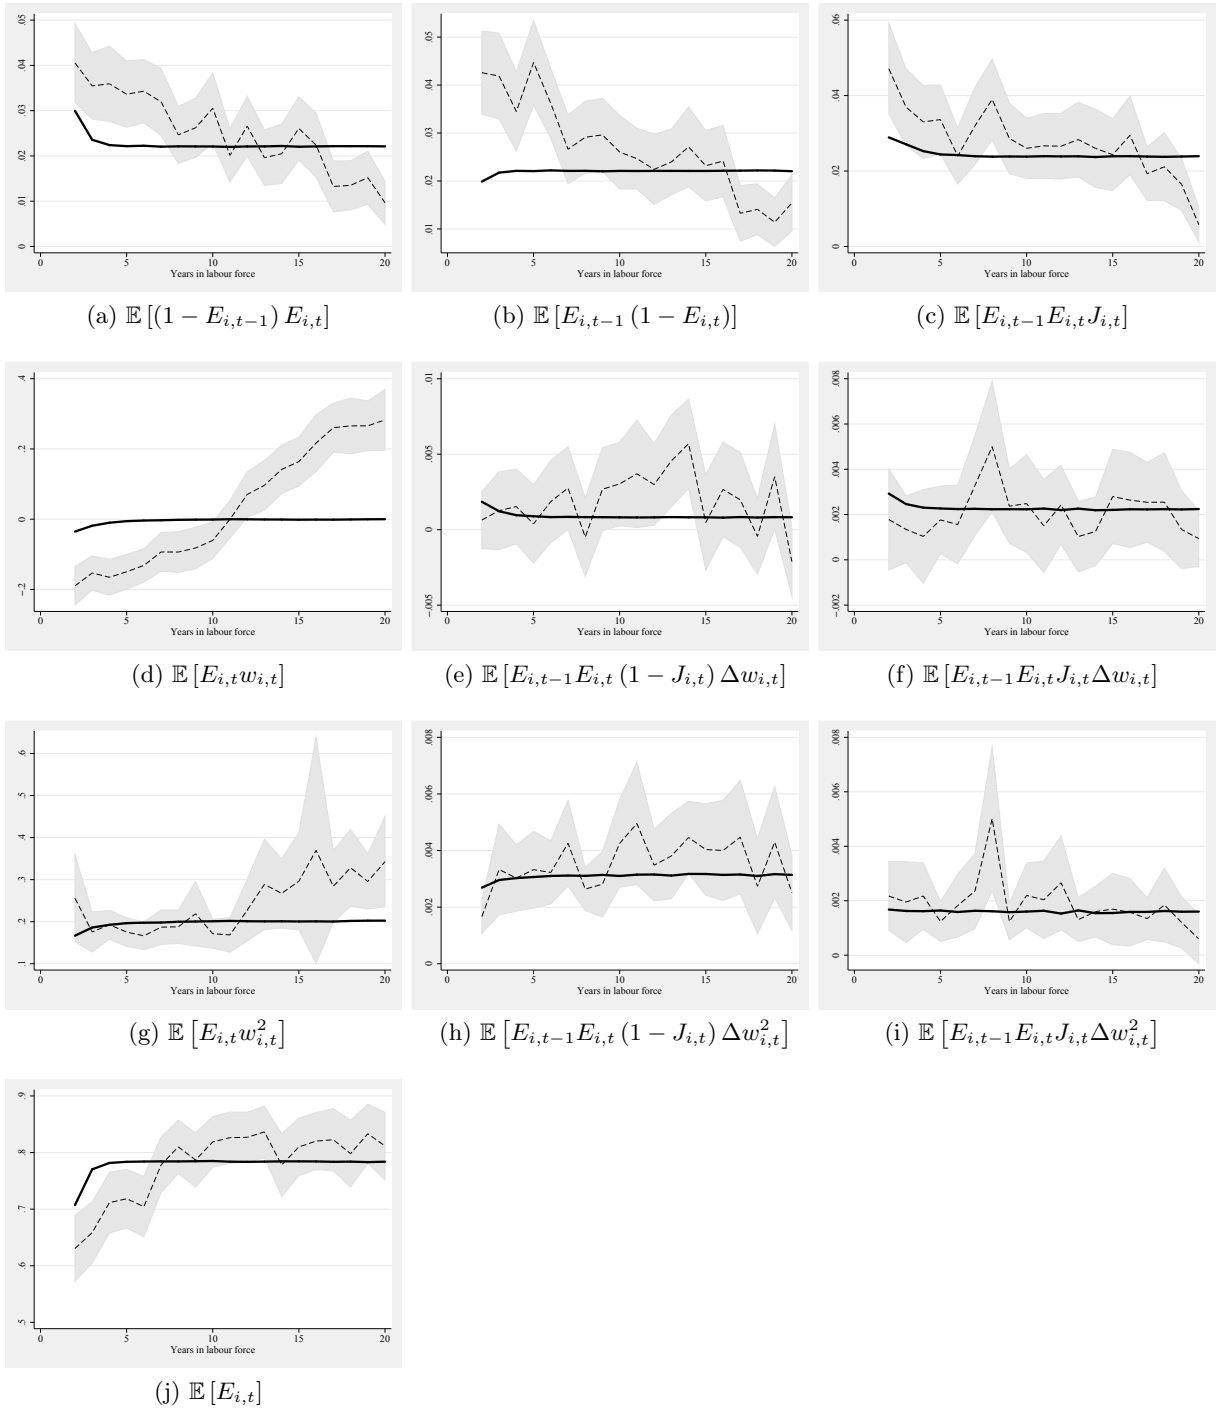 .05 .04 .03 .02 .01 0
0 5 10 15 20
Years in labour force
(a) 𝔼 [(1 − E_{i,t−1}) E_{i,t}]
.05 .04 .03 .02 .01
0 5 10 15 20
Years in labour force
(b) 𝔼 [E_{i,t−1} (1 − E_{i,t})]
.06 .04 .02 0
0 5 10 15 20
Years in labour force
(c) 𝔼 [E_{i,t−1}E_{i,t}J_{i,t}]
.4 .2 0 -.2
0 5 10 15 20
Years in labour force
(d) 𝔼 [E_{i,t}w_{i,t}]
.01 .005 0 -.005
0 5 10 15 20
Years in labour force
(e) 𝔼 [E_{i,t−1}E_{i,t} (1 − J_{i,t}) Δw_{i,t}]
.008 .006 .004 .002 0 -.002
0 5 10 15 20
Years in labour force
(f) 𝔼 [E_{i,t−1}E_{i,t}J_{i,t}Δw_{i,t}]
.6 .5 .4 .3 .2 .1
0 5 10 15 20
Years in labour force
(g) 𝔼 [E_{i,t}w²_{i,t}]
.008 .006 .004 .002 0
0 5 10 15 20
Years in labour force
(h) 𝔼 [E_{i,t−1}E_{i,t} (1 − J_{i,t}) Δw²_{i,t}]
.008 .006 .004 .002 0
0 5 10 15 20
Years in labour force
(i) 𝔼 [E_{i,t−1}E_{i,t}J_{i,t}Δw²_{i,t}]
.9 .8 .7 .6 .5
0 5 10 15 20
Years in labour force
(j) 𝔼 [E_{i,t}]